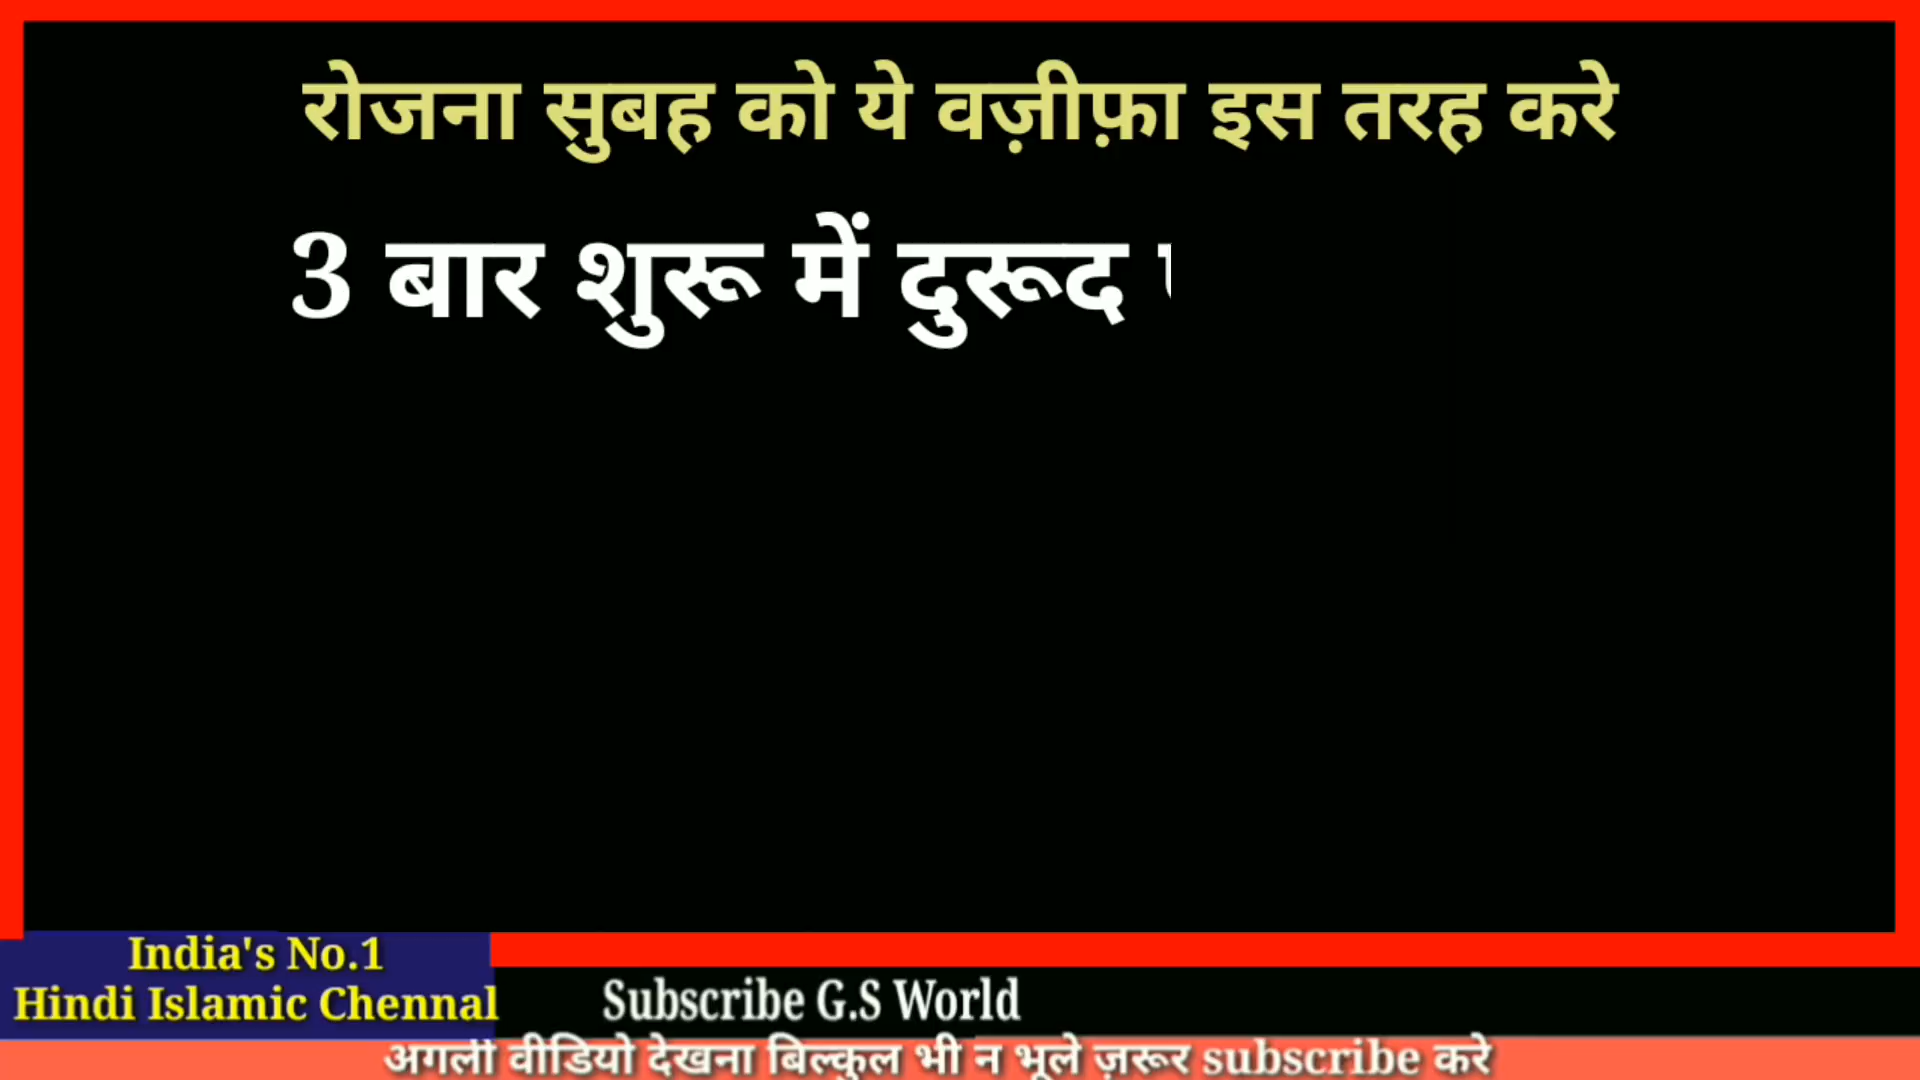 रोजना सुबह को ये वज़ीफ़ा इस तरह करे
3 बार शुरू में दुरूद
India's No.1
Hindi Islamic Chennal
Subscribe G.S World
अगली वीडियो देखना बिल्कुल भी न भूले ज़रूर subscribe करे